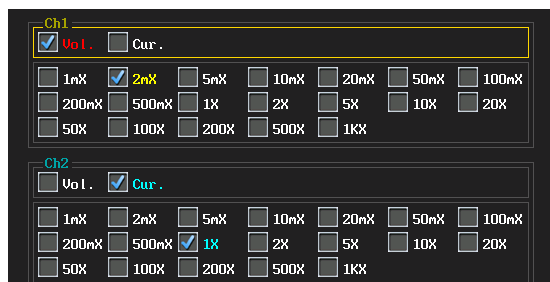 Ch1
Vol. Cur.
1mX 2mX 5mX 10mX 20mX 50mX 100mX
200mX 500mX 1X 2X 5X 10X 20X
50X 100X 200X 500X 1KX
Ch2
Vol. Cur.
1mX 2mX 5mX 10mX 20mX 50mX 100mX
200mX 500mX 1X 2X 5X 10X 20X
50X 100X 200X 500X 1KX